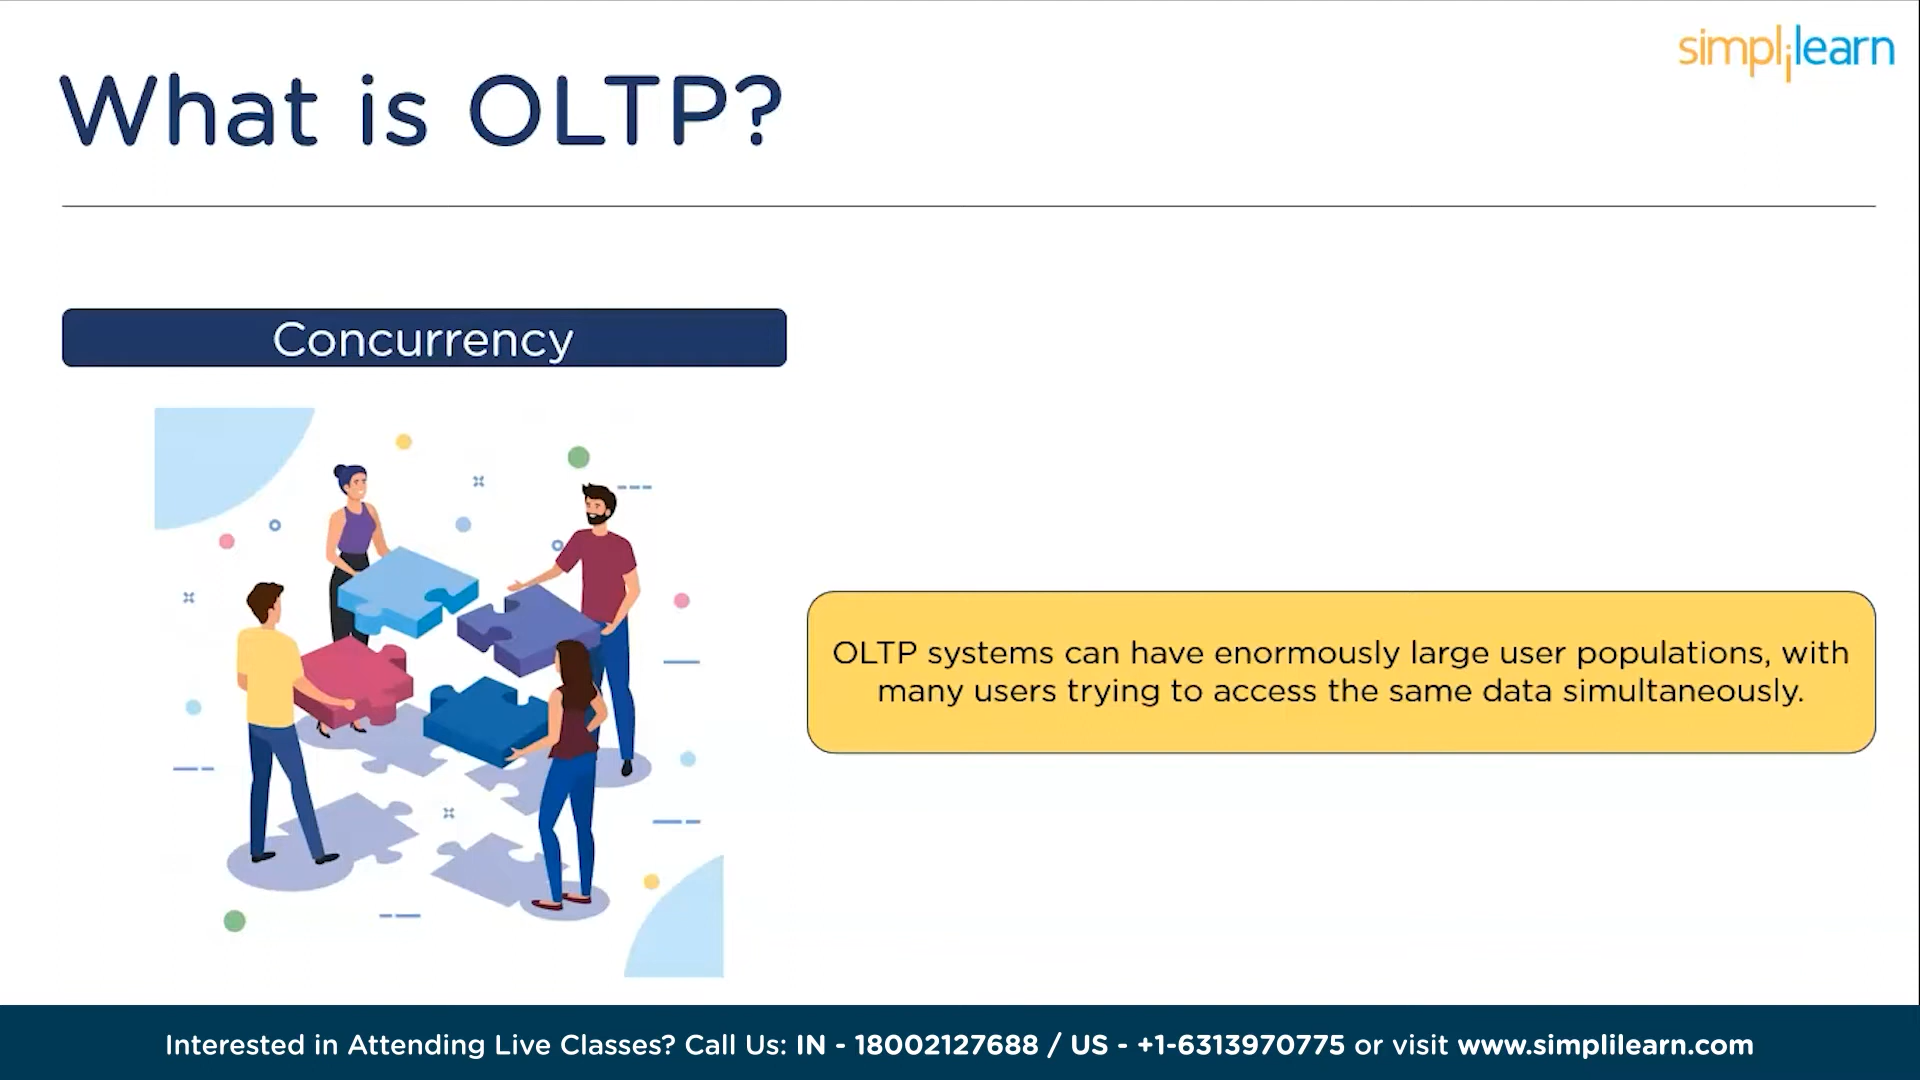 simplilearn
What is OLTP?
Concurrency
OLTP systems can have enormously large user populations, with
many users trying to access the same data simultaneously.
Interested in Attending Live Classes? Call Us: IN - 18002127688 / US - +1-6313970775 or visit www.simplilearn.com